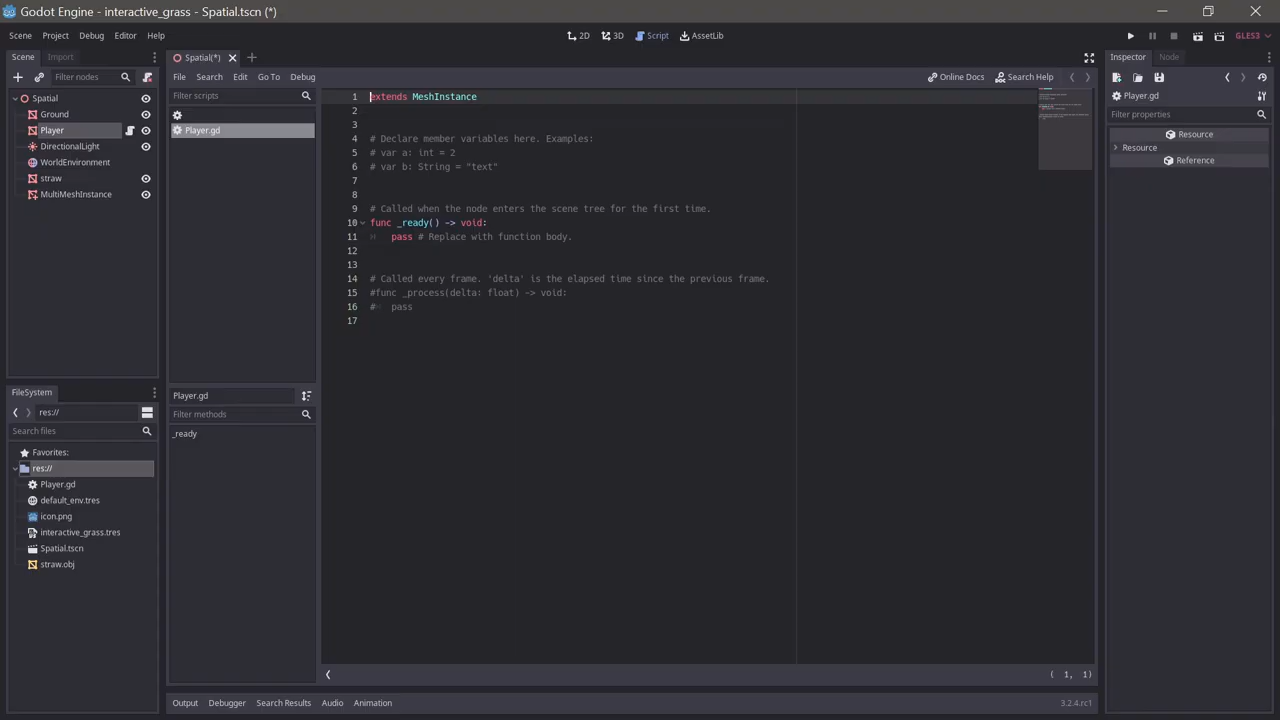 Godot Engine - interactive_grass - Spatial.tscn (*)
Scene Project Debug Editor Help
2D 3D Script AssetLib
GLES3
Scene Import
Filter nodes
Spatial
Ground
Player
DirectionalLight
WorldEnvironment
straw
MultiMeshInstance
FileSystem
res://
Search files
Favorites:
res://
Player.gd
default_env.tres
icon.png
interactive_grass.tres
Spatial.tscn
straw.obj
Spatial(*)
File Search Edit Go To Debug
Online Docs Search Help
Filter scripts
Player.gd
Player.gd
Filter methods
_ready
1 extends MeshInstance
2
3
4 # Declare member variables here. Examples:
5 # var a: int = 2
6 # var b: String = "text"
7
8
9 # Called when the node enters the scene tree for the first time.
10 func _ready() -> void:
11 pass # Replace with function body.
12
13
14 # Called every frame. 'delta' is the elapsed time since the previous frame.
15 #func _process(delta: float) -> void:
16 # pass
17
( 1, 1)
Output Debugger Search Results Audio Animation
3.2.4.rc1
Inspector Node
Player.gd
Filter properties
Resource
Resource
Reference